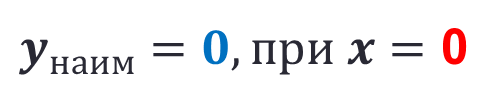 yнаим = 0, при x = 0